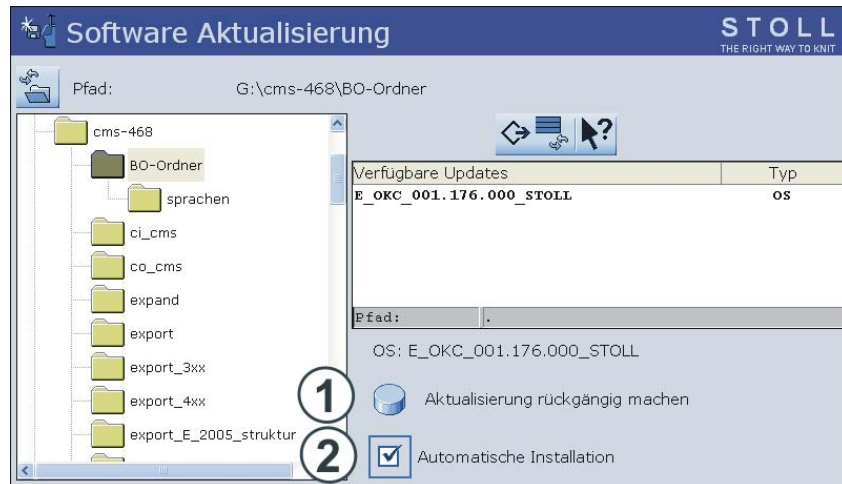 Software Aktualisierung
STOLL
THE RIGHT WAY TO KNIT
Pfad: G:\cms-468\BO-Ordner
cms-468
BO-Ordner
sprachen
ci_cms
co_cms
expand
export
export_3xx
export_4xx
export_E_2005_struktur
?
Verfügbare Updates Typ
E_OKC_001.176.000_STOLL OS
Pfad: .
OS: E_OKC_001.176.000_STOLL
1 Aktualisierung rückgängig machen
2 Automatische Installation